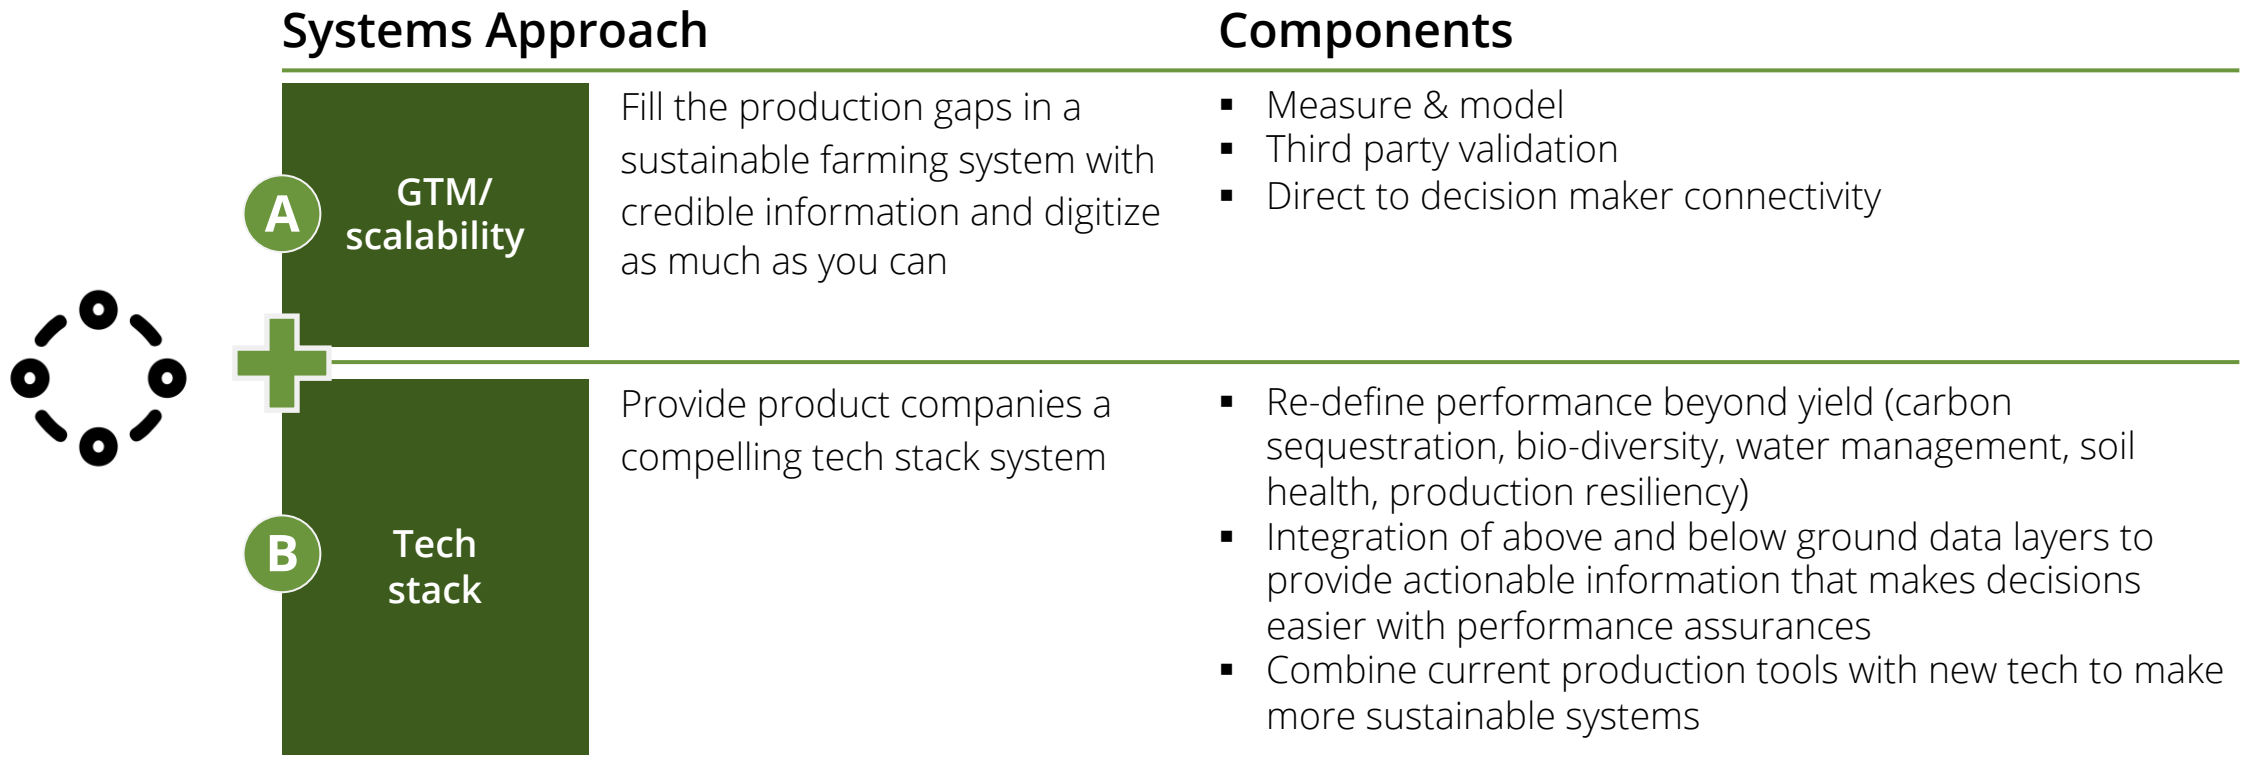 Systems Approach
Components
A
GTM/
scalability
Fill the production gaps in a
sustainable farming system with
credible information and digitize
as much as you can
▪ Measure & model
▪ Third party validation
▪ Direct to decision maker connectivity
B
Tech
stack
Provide product companies a
compelling tech stack system
▪ Re-define performance beyond yield (carbon
sequestration, bio-diversity, water management, soil
health, production resiliency)
▪ Integration of above and below ground data layers to
provide actionable information that makes decisions
easier with performance assurances
▪ Combine current production tools with new tech to make
more sustainable systems